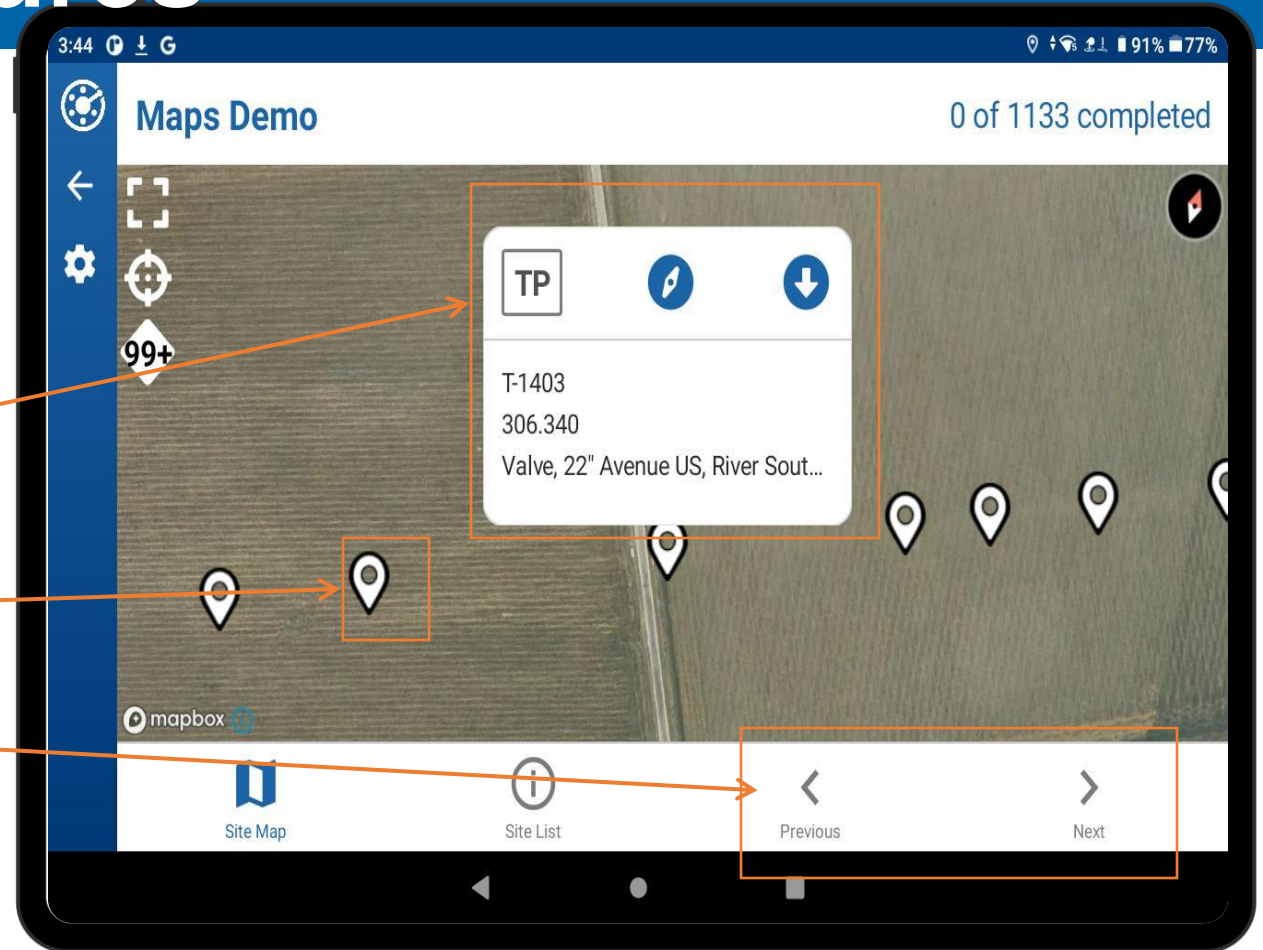 3:44 G 5 91% 77%
Maps Demo
0 of 1133 completed
99+
TP
T-1403
306.340
Valve, 22" Avenue US, River Sout...
mapbox
Site Map
Site List
Previous
Next